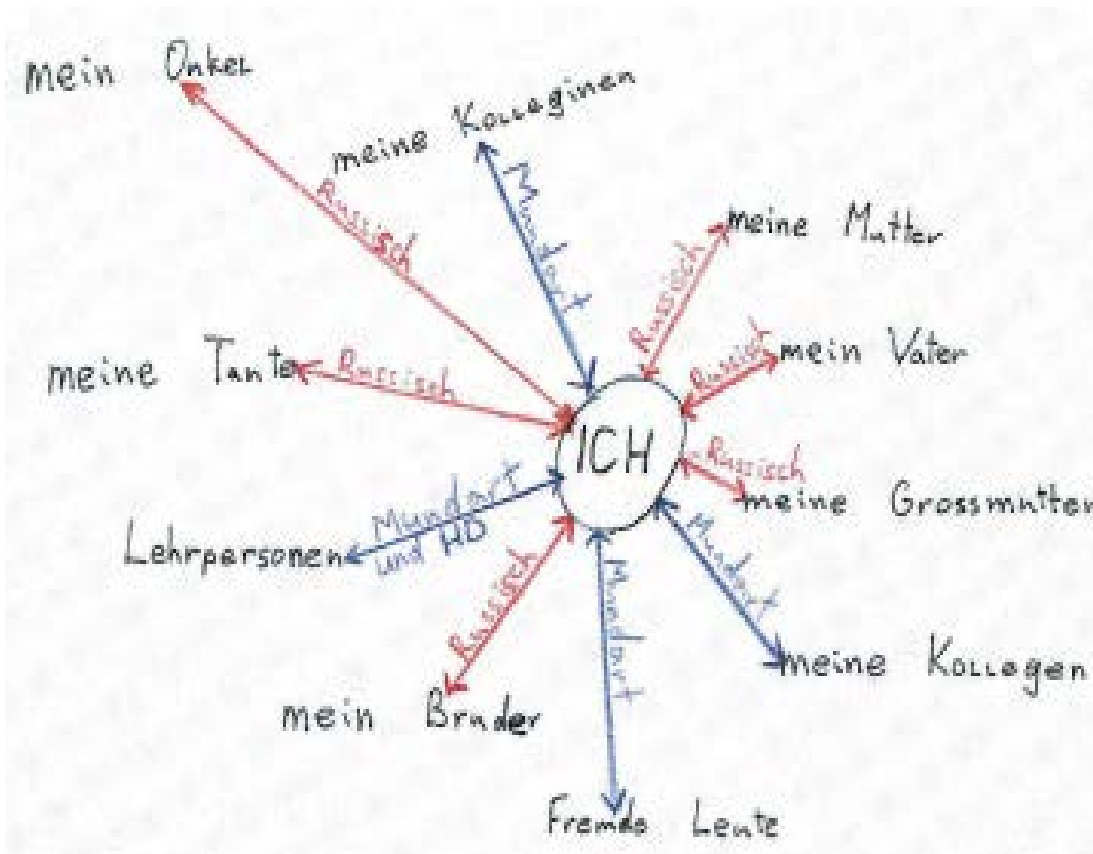 mein Onkel
meine Kolleginen
Russisch
Mundart
meine Mutter
Russisch
mein Vater
Russisch
meine Tante
Russisch
ICH
Russisch
meine Grossmutter
Mundart
und HD
Lehrpersonen
Russisch
mein Bruder
Mundart
Fremde Leute
Mundart
meine Kollegen